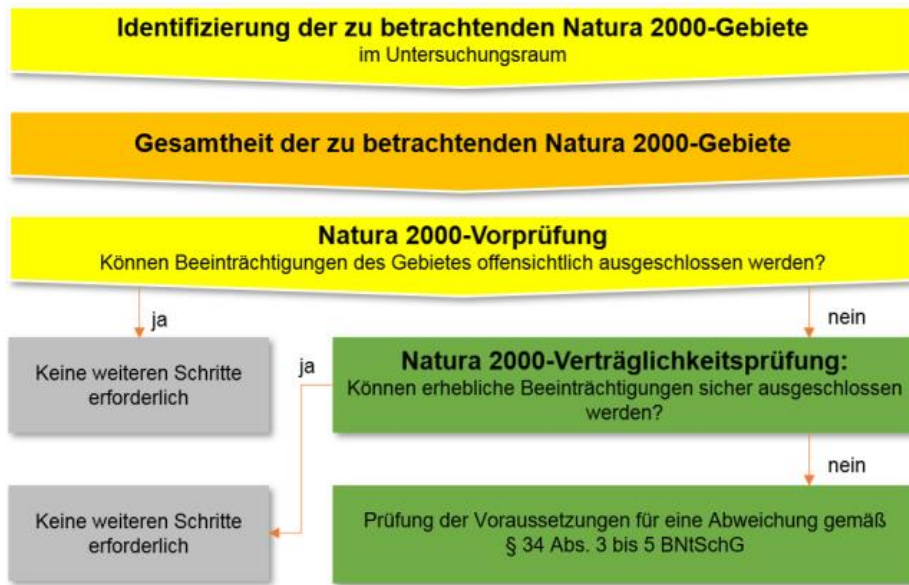 Identifizierung der zu betrachtenden Natura 2000-Gebiete
im Untersuchungsraum
Gesamtheit der zu betrachtenden Natura 2000-Gebiete
Natura 2000-Vorprüfung
Können Beeinträchtigungen des Gebietes offensichtlich ausgeschlossen werden?
ja
nein
Keine weiteren Schritte
erforderlich
ja
Natura 2000-Verträglichkeitsprüfung:
Können erhebliche Beeinträchtigungen sicher ausgeschlossen
werden?
nein
Keine weiteren Schritte
erforderlich
Prüfung der Voraussetzungen für eine Abweichung gemäß
§ 34 Abs. 3 bis 5 BNtSchG